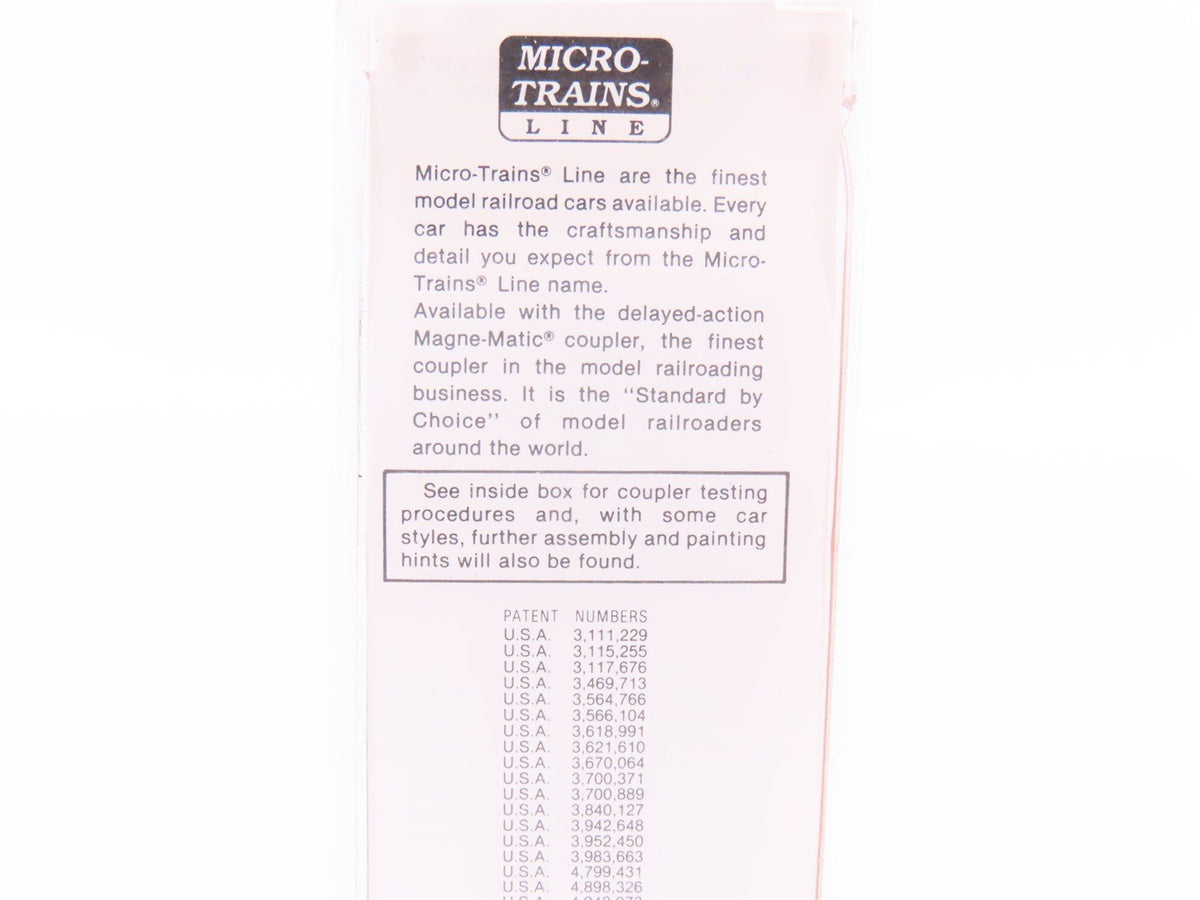 MICRO-
TRAINS®
LINE
Micro-Trains® Line are the finest
model railroad cars available. Every
car has the craftsmanship and
detail you expect from the Micro-
Trains® Line name.
Available with the delayed-action
Magne-Matic® coupler, the finest
coupler in the model railroading
business. It is the "Standard by
Choice" of model railroaders
around the world.
See inside box for coupler testing
procedures and, with some car
styles, further assembly and painting
hints will also be found.
PATENT NUMBERS
U.S.A. 3,111,229
U.S.A. 3,115,255
U.S.A. 3,117,676
U.S.A. 3,469,713
U.S.A. 3,564,766
U.S.A. 3,566,104
U.S.A. 3,618,991
U.S.A. 3,621,610
U.S.A. 3,670,064
U.S.A. 3,700,371
U.S.A. 3,700,889
U.S.A. 3,840,127
U.S.A. 3,942,648
U.S.A. 3,952,450
U.S.A. 3,983,663
U.S.A. 4,799,431
U.S.A. 4,898,326
U.S.A.